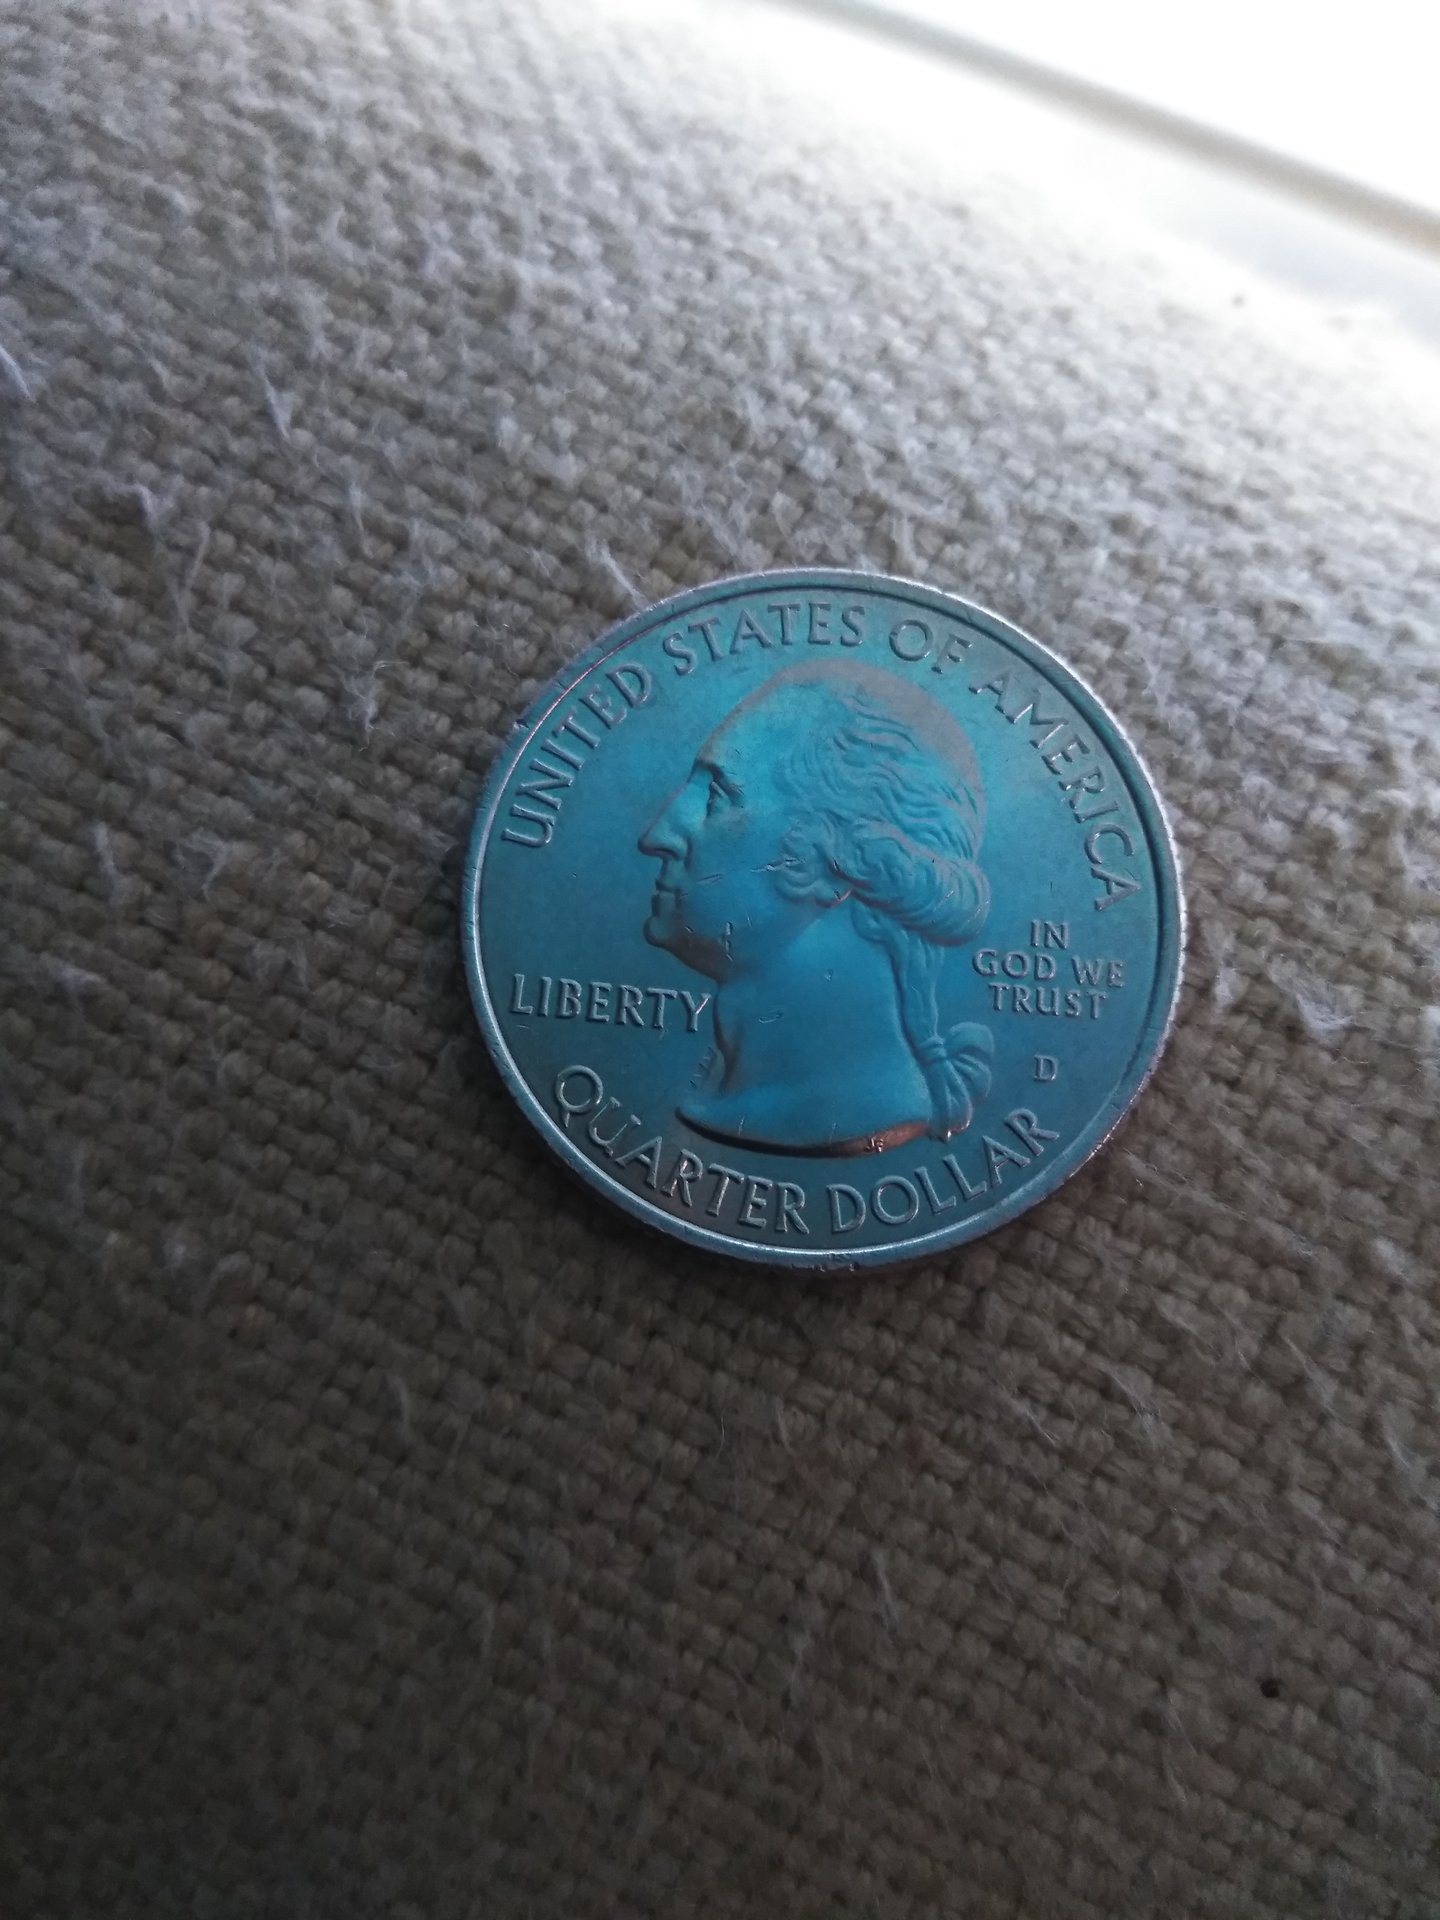 UNITED STATES OF AMERICA
LIBERTY
IN
GOD WE
TRUST
D
QUARTER DOLLAR